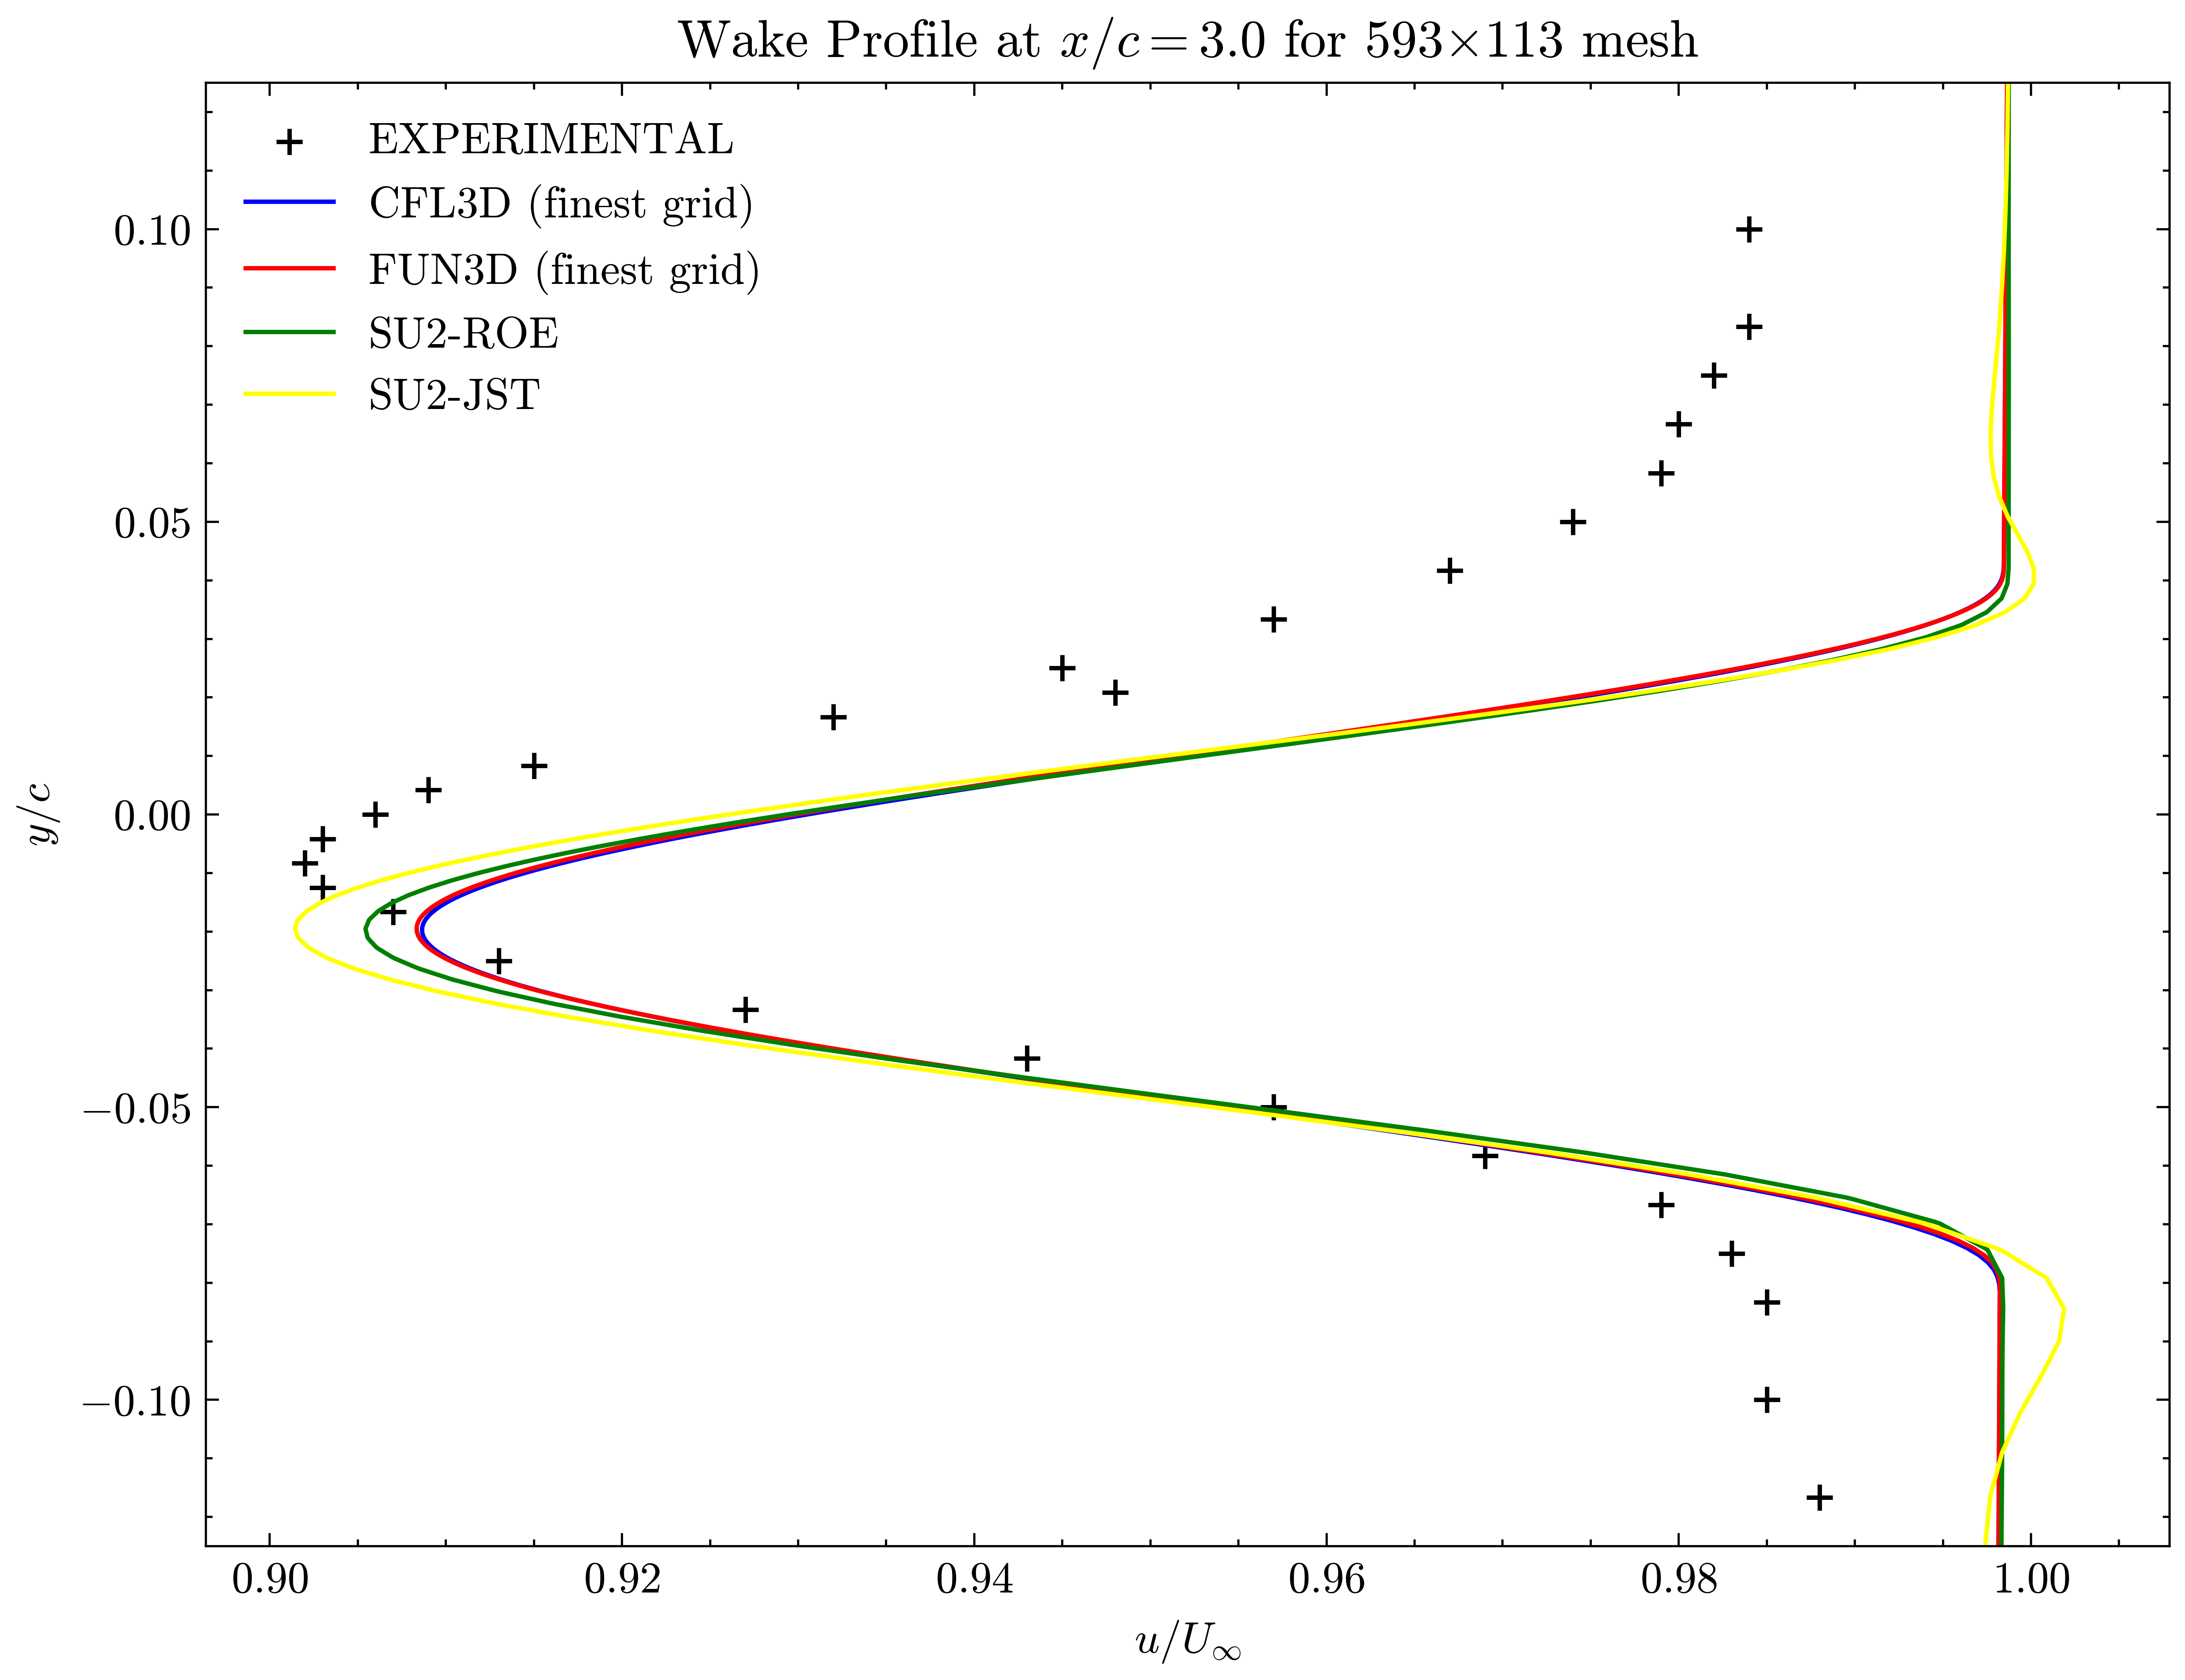 Wake Profile at x/c = 3.0 for 593×113 mesh
EXPERIMENTAL
CFL3D (finest grid)
FUN3D (finest grid)
SU2-ROE
SU2-JST
0.10
0.05
0.00
−0.05
−0.10
y/c
0.90 0.92 0.94 0.96 0.98 1.00
u/U∞